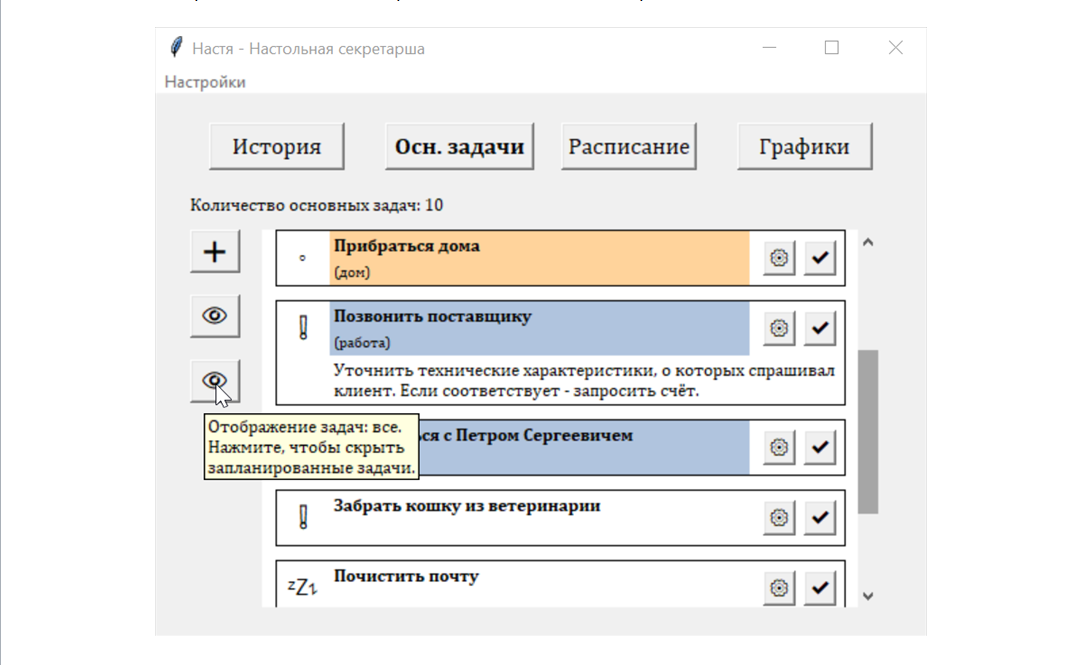 Настя - Настольная секретарша
Настройки
История
Осн. задачи
Расписание
Графики
Количество основных задач: 10
Прибраться дома
(дом)
Позвонить поставщику
(работа)
Уточнить технические характеристики, о которых спрашивал
клиент. Если соответствует - запросить счёт.
Отображение задач: все.
Нажмите, чтобы скрыть
запланированные задачи.
с Петром Сергеевичем
Забрать кошку из ветеринарии
zZz
Почистить почту